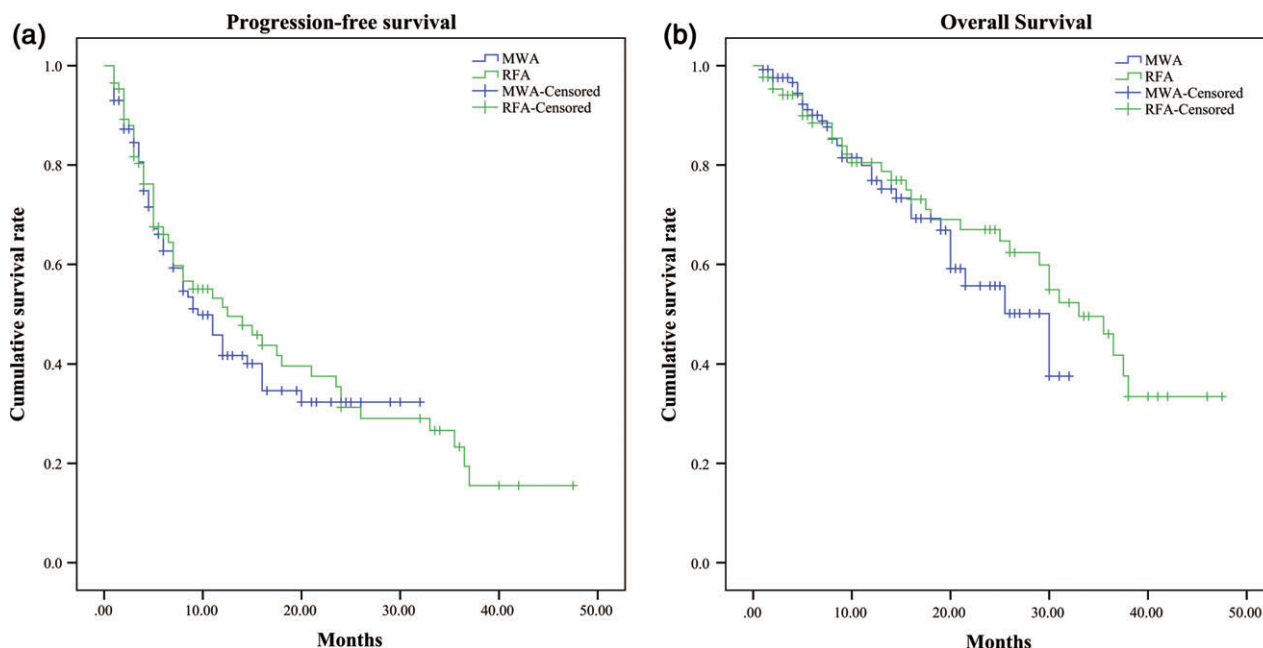 (a)
Progression-free survival
MWA
RFA
MWA-Censored
RFA-Censored
1.0
0.8
0.6
0.4
0.2
0.0
Cumulative survival rate
.00 10.00 20.00 30.00 40.00 50.00
Months
(b)
Overall Survival
MWA
RFA
MWA-Censored
RFA-Censored
1.0
0.8
0.6
0.4
0.2
0.0
Cumulative survival rate
.00 10.00 20.00 30.00 40.00 50.00
Months